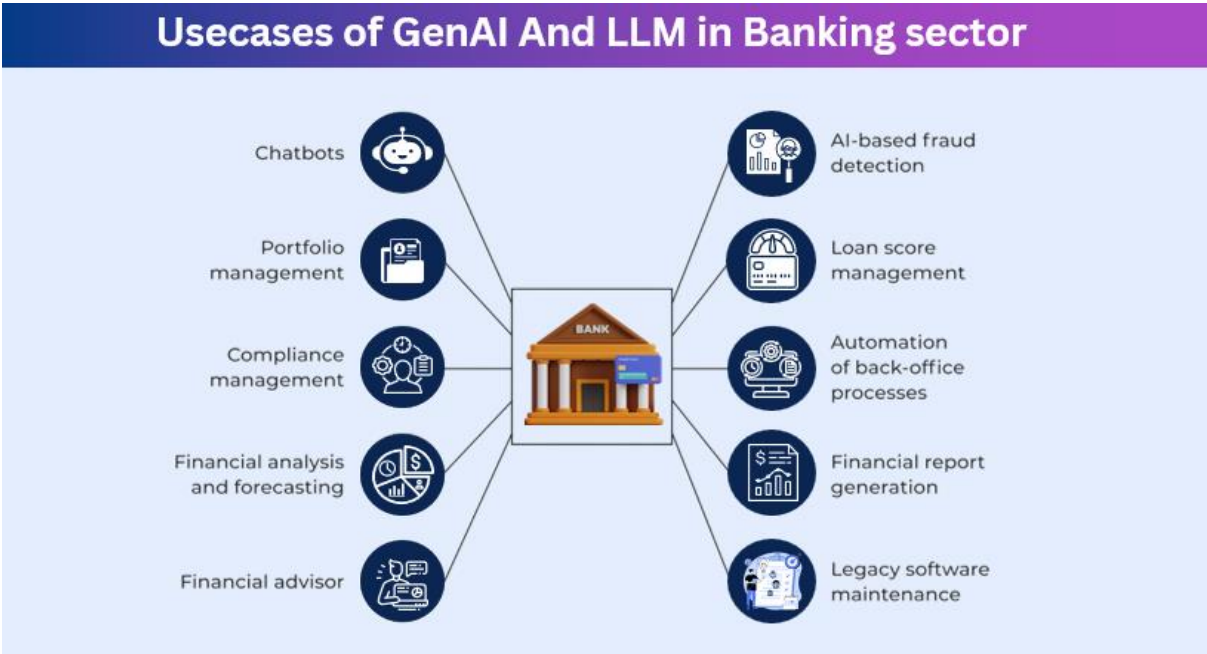 Usecases of GenAI And LLM in Banking sector
Chatbots
Portfolio
management
Compliance
management
Financial analysis
and forecasting
Financial advisor
BANK
AI-based fraud
detection
Loan score
management
Automation
of back-office
processes
Financial report
generation
Legacy software
maintenance